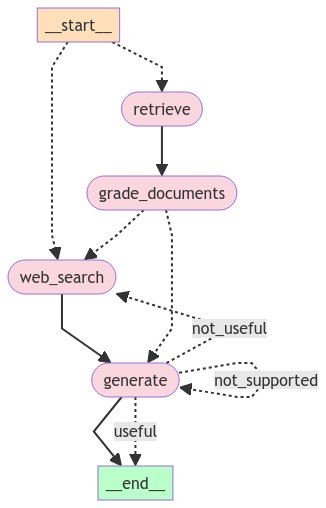 __start__
retrieve
grade_documents
web_search
not_useful
generate
not_supported
useful
__end__